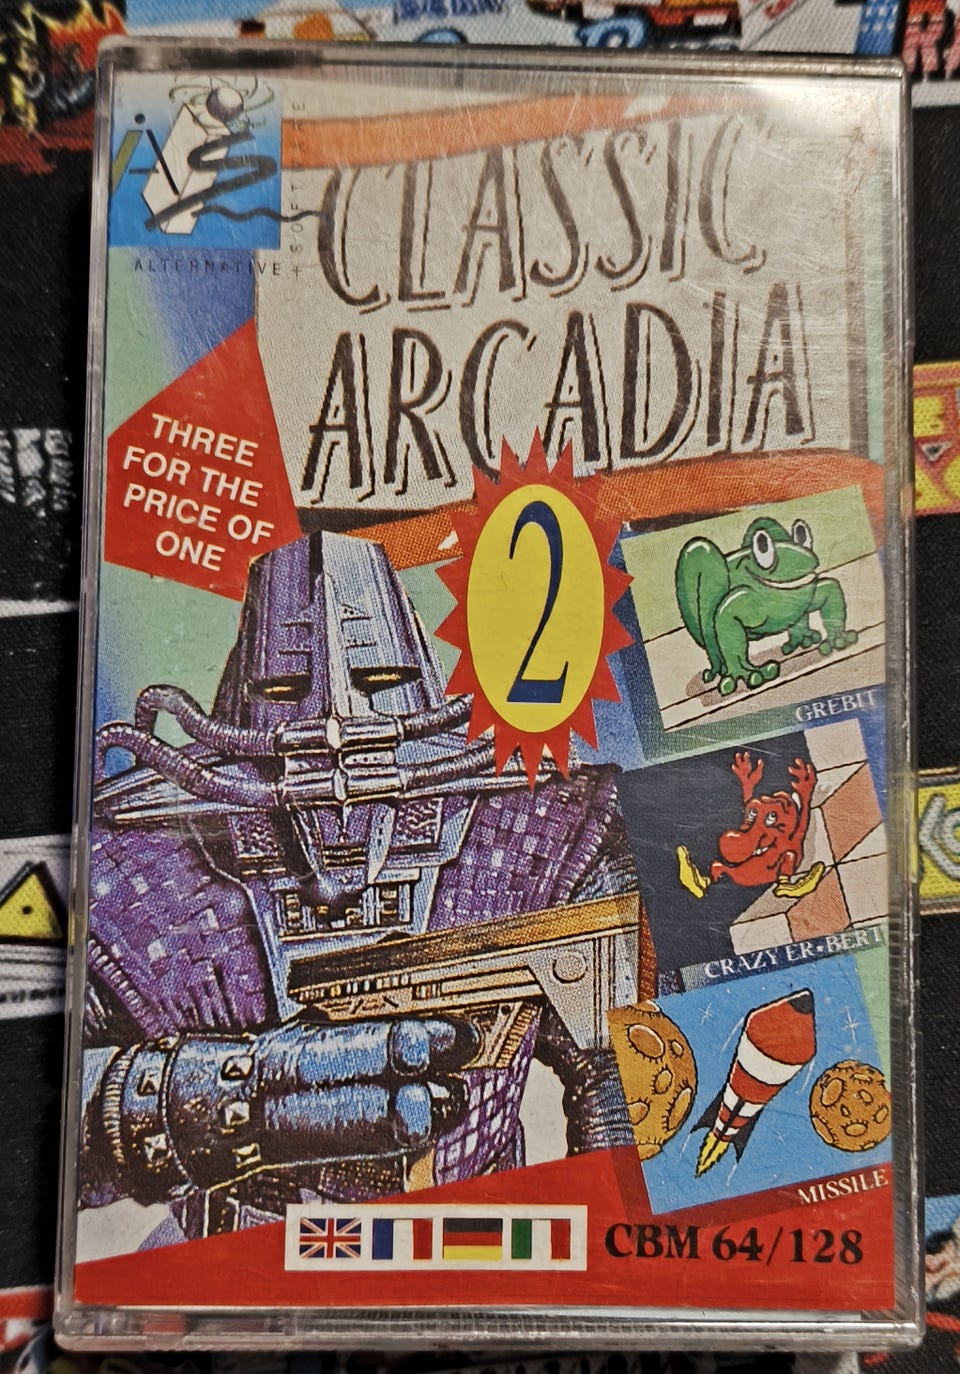 ALTERNATIVE
SOFTWARE
CLASSIC
ARCADIA
2
THREE
FOR THE
PRICE OF
ONE
GREBIT
CRAZY ER•BERT
MISSILE
CBM 64/128